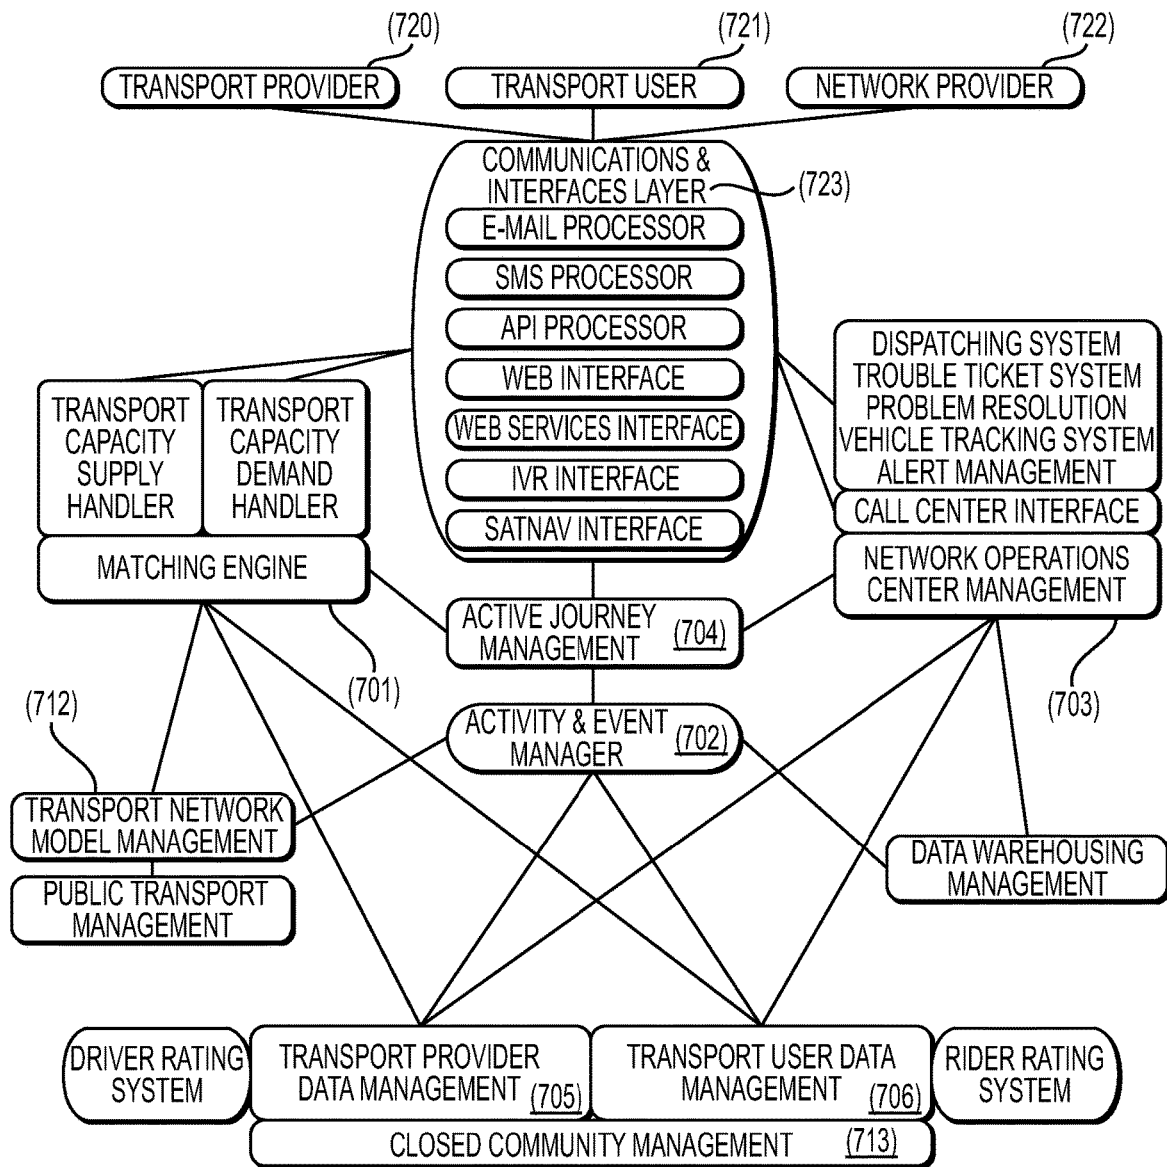 (720)
(721)
(722)
TRANSPORT PROVIDER
TRANSPORT USER
NETWORK PROVIDER
COMMUNICATIONS &
INTERFACES LAYER
(723)
E-MAIL PROCESSOR
SMS PROCESSOR
API PROCESSOR
WEB INTERFACE
WEB SERVICES INTERFACE
IVR INTERFACE
SATNAV INTERFACE
TRANSPORT
CAPACITY
SUPPLY
HANDLER
TRANSPORT
CAPACITY
DEMAND
HANDLER
MATCHING ENGINE
(701)
DISPATCHING SYSTEM
TROUBLE TICKET SYSTEM
PROBLEM RESOLUTION
VEHICLE TRACKING SYSTEM
ALERT MANAGEMENT
CALL CENTER INTERFACE
NETWORK OPERATIONS
CENTER MANAGEMENT
(703)
ACTIVE JOURNEY
MANAGEMENT
(704)
ACTIVITY & EVENT
MANAGER
(702)
(712)
TRANSPORT NETWORK
MODEL MANAGEMENT
PUBLIC TRANSPORT
MANAGEMENT
DATA WAREHOUSING
MANAGEMENT
DRIVER RATING
SYSTEM
TRANSPORT PROVIDER
DATA MANAGEMENT
(705)
TRANSPORT USER DATA
MANAGEMENT
(706)
RIDER RATING
SYSTEM
CLOSED COMMUNITY MANAGEMENT (713)